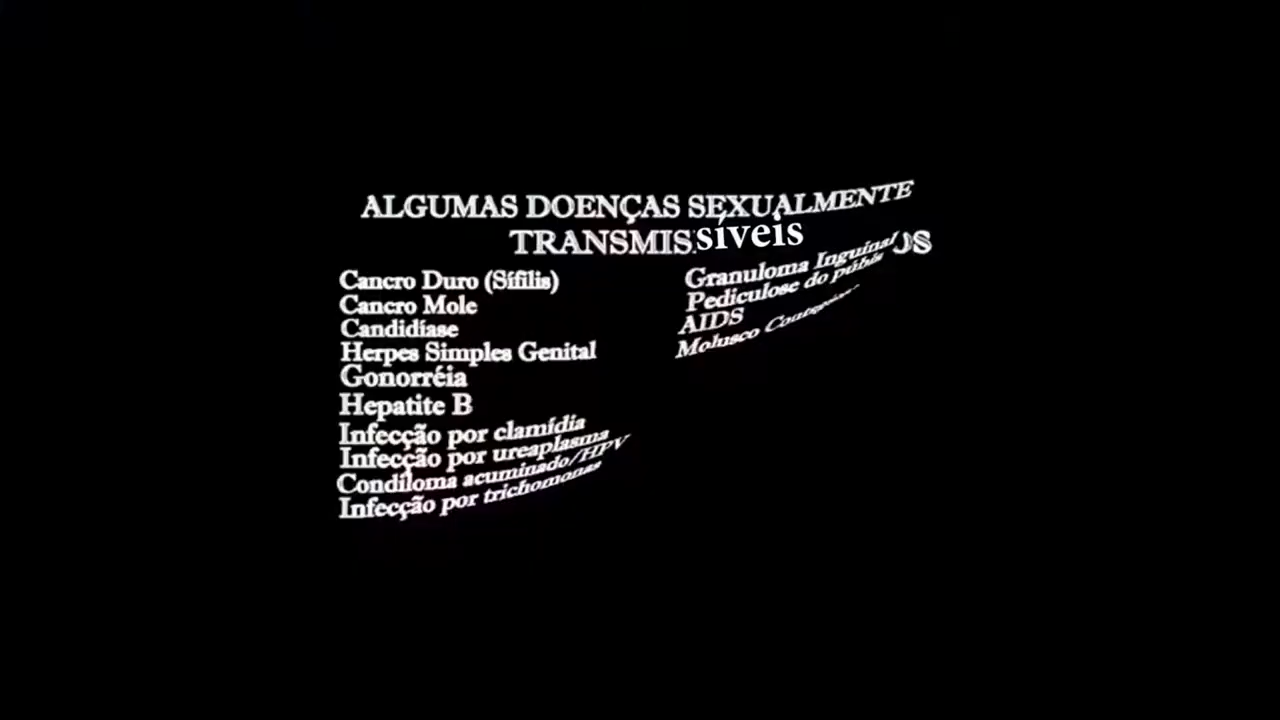 ALGUMAS DOENÇAS SEXUALMENTE
TRANSMISsíveis
Cancro Duro (Sífilis)
Cancro Mole
Candidíase
Herpes Simples Genital
Gonorréia
Hepatite B
Infecção por clamídia
Infecção por ureaplasma
Condiloma acuminado/HPV
Infecção por trichomonas
Granuloma Inguinal
Pediculose do púbis
AIDS
Molusco